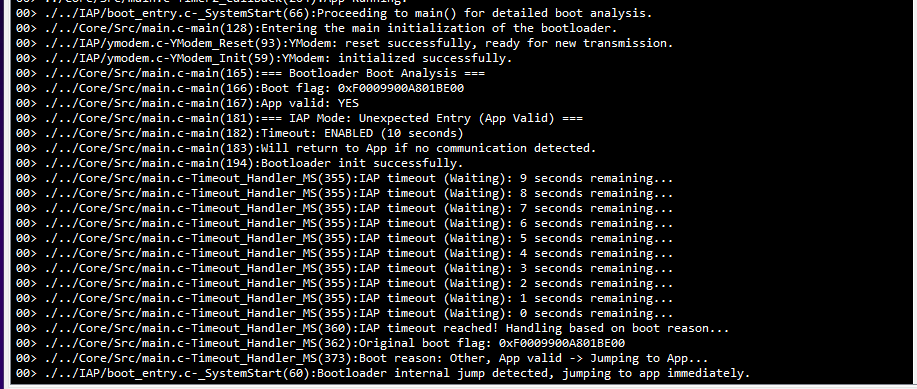 00> ./../IAP/boot_entry.c-_SystemStart(66):Proceeding to main() for detailed boot analysis.
00> ./../Core/Src/main.c-main(128):Entering the main initialization of the bootloader.
00> ./../IAP/ymodem.c-YModem_Reset(93):YModem: reset successfully, ready for new transmission.
00> ./../IAP/ymodem.c-YModem_Init(59):YModem: initialized successfully.
00> ./../Core/Src/main.c-main(165):=== Bootloader Boot Analysis ===
00> ./../Core/Src/main.c-main(166):Boot flag: 0xF0009900A801BE00
00> ./../Core/Src/main.c-main(167):App valid: YES
00> ./../Core/Src/main.c-main(181):=== IAP Mode: Unexpected Entry (App Valid) ===
00> ./../Core/Src/main.c-main(182):Timeout: ENABLED (10 seconds)
00> ./../Core/Src/main.c-main(183):Will return to App if no communication detected.
00> ./../Core/Src/main.c-main(194):Bootloader init successfully.
00> ./../Core/Src/main.c-Timeout_Handler_MS(355):IAP timeout (Waiting): 9 seconds remaining...
00> ./../Core/Src/main.c-Timeout_Handler_MS(355):IAP timeout (Waiting): 8 seconds remaining...
00> ./../Core/Src/main.c-Timeout_Handler_MS(355):IAP timeout (Waiting): 7 seconds remaining...
00> ./../Core/Src/main.c-Timeout_Handler_MS(355):IAP timeout (Waiting): 6 seconds remaining...
00> ./../Core/Src/main.c-Timeout_Handler_MS(355):IAP timeout (Waiting): 5 seconds remaining...
00> ./../Core/Src/main.c-Timeout_Handler_MS(355):IAP timeout (Waiting): 4 seconds remaining...
00> ./../Core/Src/main.c-Timeout_Handler_MS(355):IAP timeout (Waiting): 3 seconds remaining...
00> ./../Core/Src/main.c-Timeout_Handler_MS(355):IAP timeout (Waiting): 2 seconds remaining...
00> ./../Core/Src/main.c-Timeout_Handler_MS(355):IAP timeout (Waiting): 1 seconds remaining...
00> ./../Core/Src/main.c-Timeout_Handler_MS(355):IAP timeout (Waiting): 0 seconds remaining...
00> ./../Core/Src/main.c-Timeout_Handler_MS(360):IAP timeout reached! Handling based on boot reason...
00> ./../Core/Src/main.c-Timeout_Handler_MS(362):Original boot flag: 0xF0009900A801BE00
00> ./../Core/Src/main.c-Timeout_Handler_MS(373):Boot reason: Other, App valid -> Jumping to App...
00> ./../IAP/boot_entry.c-_SystemStart(60):Bootloader internal jump detected, jumping to app immediately.